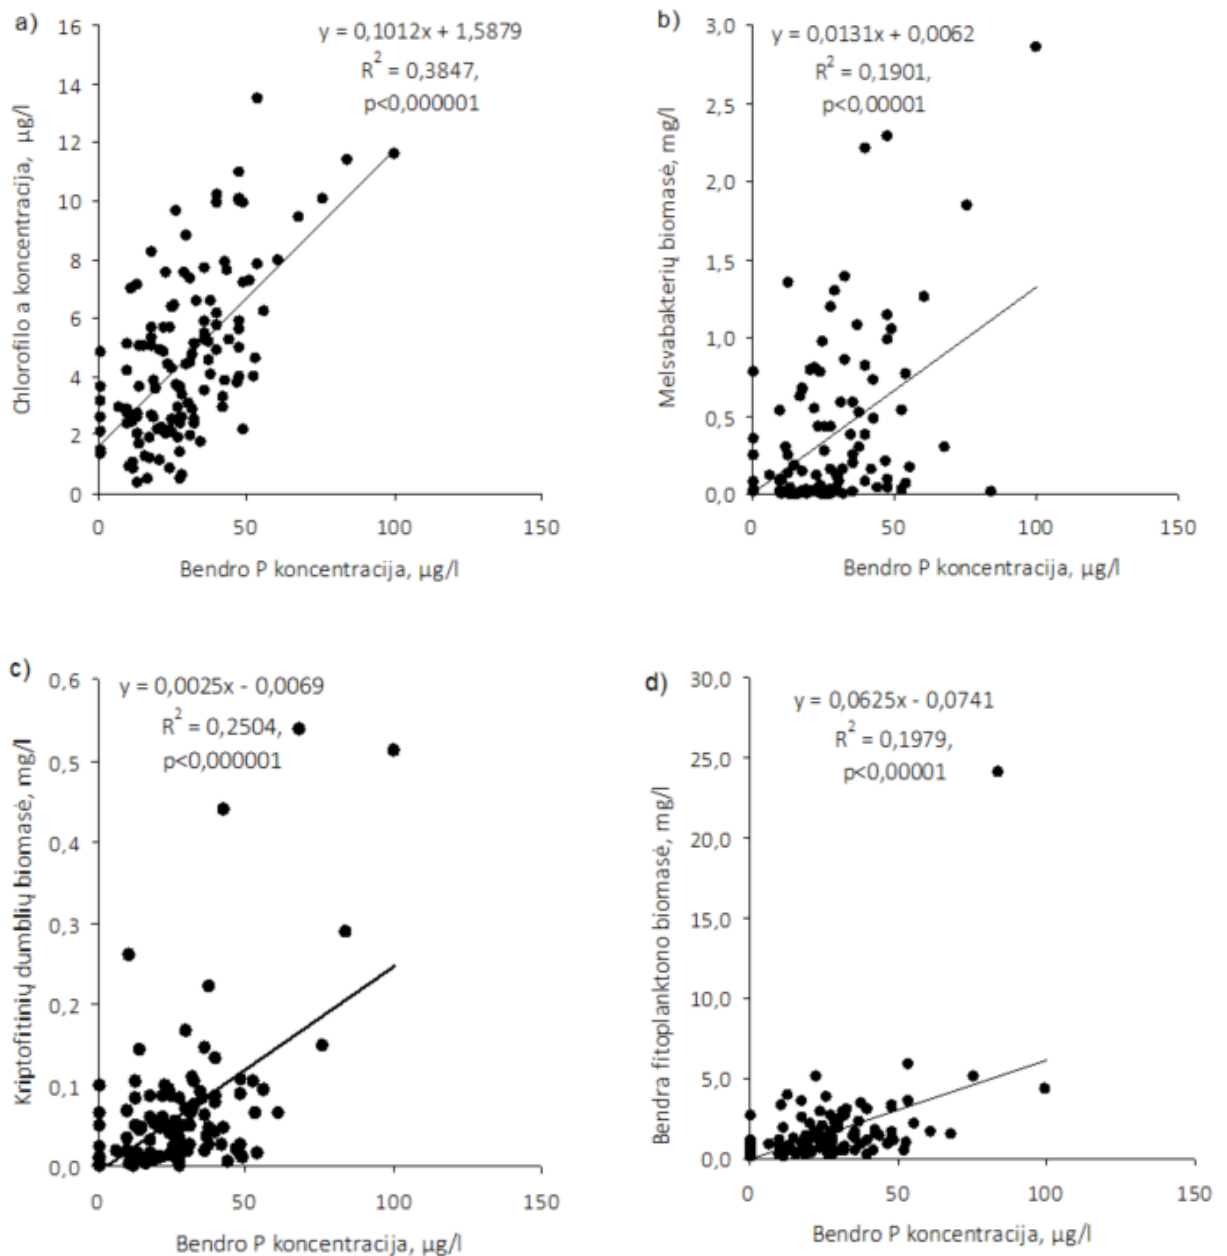 a)
y = 0,1012x + 1,5879
R² = 0,3847,
p<0,000001
16
14
12
10
8
6
4
2
0
Chlorofilo a koncentracija, µg/l
0 50 100 150
Bendro P koncentracija, µg/l
b)
y = 0,0131x + 0,0062
R² = 0,1901,
p<0,00001
3,0
2,5
2,0
1,5
1,0
0,5
0,0
Melsvabakterių biomasė, mg/l
0 50 100 150
Bendro P koncentracija, µg/l
c)
y = 0,0025x - 0,0069
R² = 0,2504,
p<0,000001
0,6
0,5
0,4
0,3
0,2
0,1
0,0
Kriptofitinių dumblių biomasė, mg/l
0 50 100 150
Bendro P koncentracija, µg/l
d)
y = 0,0625x - 0,0741
R² = 0,1979,
p<0,00001
30,0
25,0
20,0
15,0
10,0
5,0
0,0
Bendra fitoplanktono biomasė, mg/l
0 50 100 150
Bendro P koncentracija, µg/l